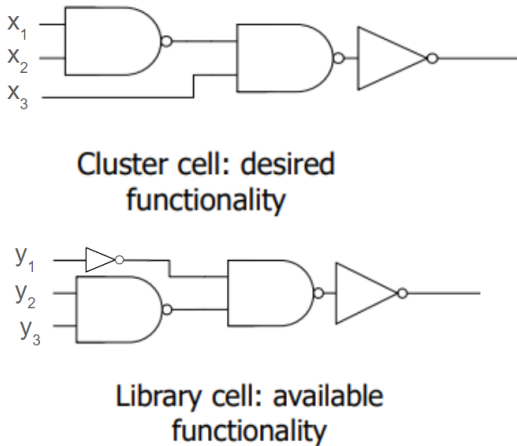 x₁
x₂
x₃
Cluster cell: desired
functionality
y₁
y₂
y₃
Library cell: available
functionality